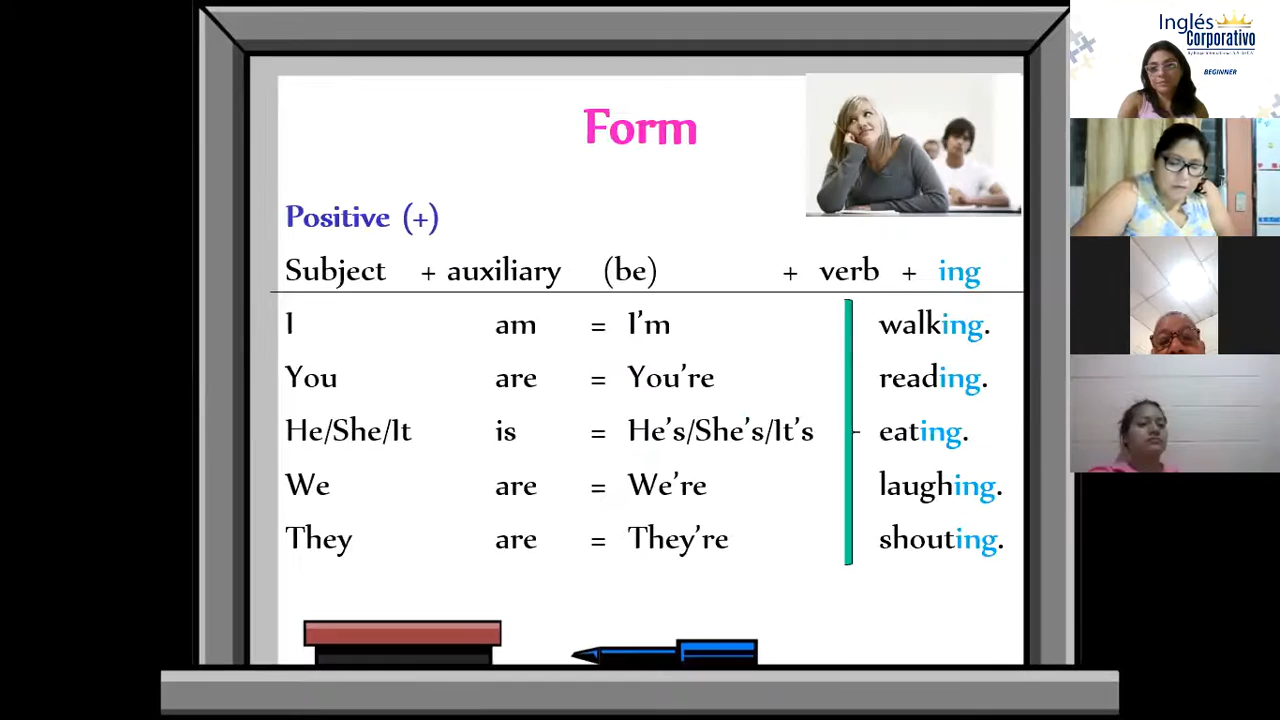 Form
Positive (+)
Subject + auxiliary (be) + verb + ing
I am = I'm walking.
You are = You're reading.
He/She/It is = He's/She's/It's eating.
We are = We're laughing.
They are = They're shouting.
Inglés
Corporativo
BEGINNER